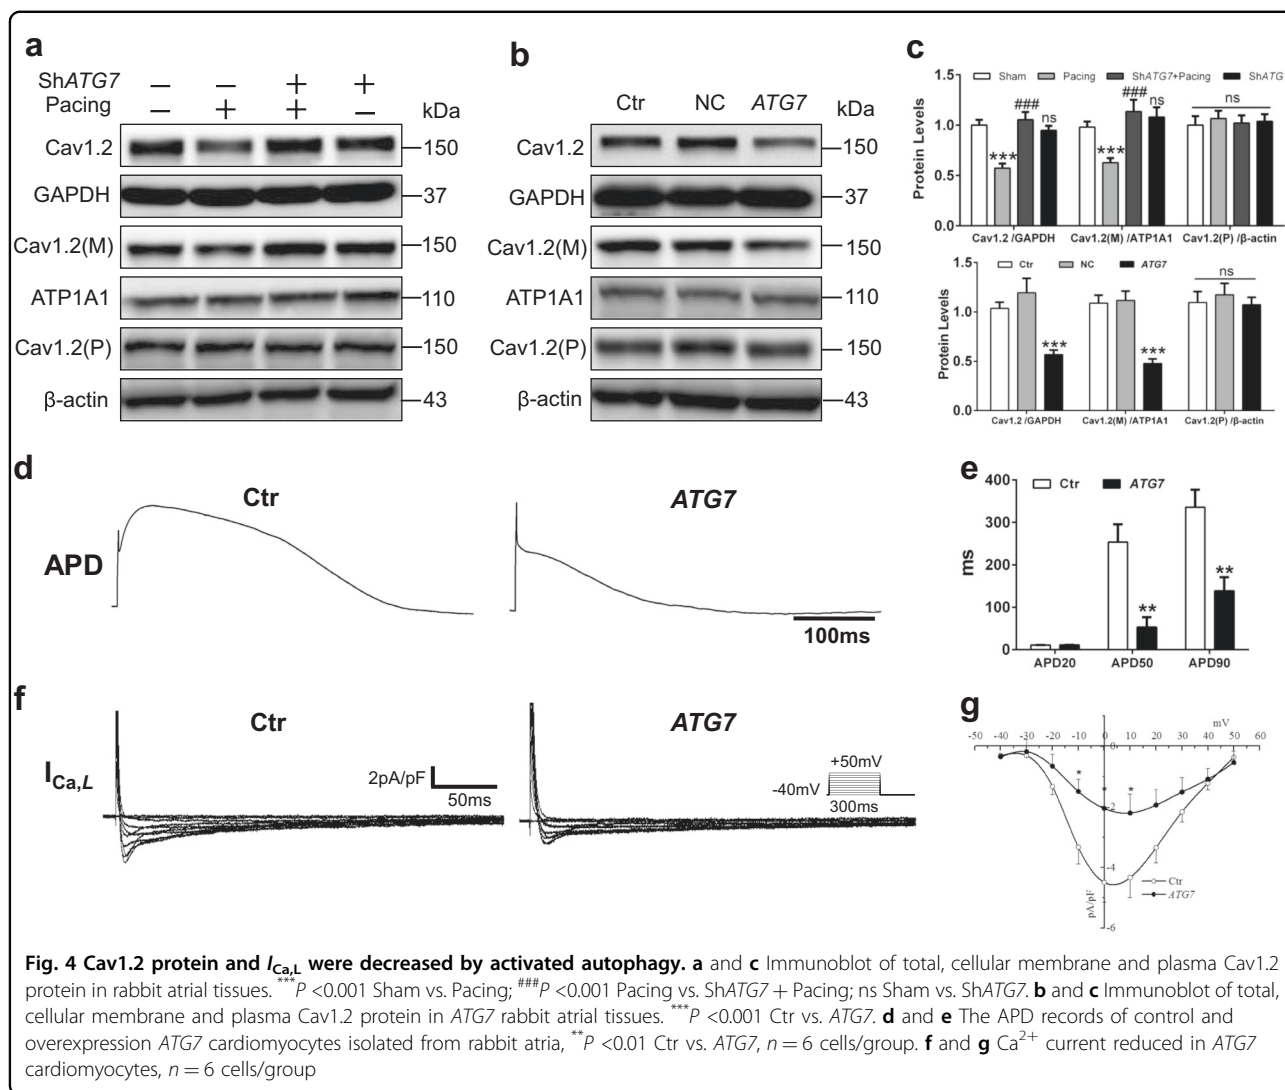 a
ShATG7 – – + +
Pacing – + + –
kDa
Cav1.2 150
GAPDH 37
Cav1.2(M) 150
ATP1A1 110
Cav1.2(P) 150
β-actin 43
b
Ctr NC ATG7 kDa
Cav1.2 150
GAPDH 37
Cav1.2(M) 150
ATP1A1 110
Cav1.2(P) 150
β-actin 43
c
Sham Pacing ShATG7+Pacing ShATG
Protein Levels
1.5
1.0
0.5
0.0
*** ### ns
*** ### ns
ns
Cav1.2 /GAPDH Cav1.2(M) /ATP1A1 Cav1.2(P) /β-actin
Ctr NC ATG7
Protein Levels
1.5
1.0
0.5
0.0
*** *** ns
Cav1.2 /GAPDH Cav1.2(M) /ATP1A1 Cav1.2(P) /β-actin
d
Ctr ATG7
APD
100ms
e
Ctr ATG7
ms
400
300
200
100
0
** **
APD20 APD50 APD90
f
Ctr ATG7
ICa,L
2pA/pF
50ms
+50mV
-40mV
300ms
g
mV
-50 -40 -30 -20 -10 0 10 20 30 40 50 60
0
* * *
-2
-4
-6
pA/pF
Ctr
ATG7
Fig. 4 Cav1.2 protein and ICa,L were decreased by activated autophagy. a and c Immunoblot of total, cellular membrane and plasma Cav1.2
protein in rabbit atrial tissues. ***P <0.001 Sham vs. Pacing; ###P <0.001 Pacing vs. ShATG7 + Pacing; ns Sham vs. ShATG7. b and c Immunoblot of total,
cellular membrane and plasma Cav1.2 protein in ATG7 rabbit atrial tissues. ***P <0.001 Ctr vs. ATG7. d and e The APD records of control and
overexpression ATG7 cardiomyocytes isolated from rabbit atria, **P <0.01 Ctr vs. ATG7, n = 6 cells/group. f and g Ca2+ current reduced in ATG7
cardiomyocytes, n = 6 cells/group